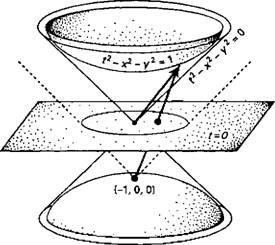 t²-x²-y²=1
t²-x²-y²=0
t=0
{-1, 0, 0}